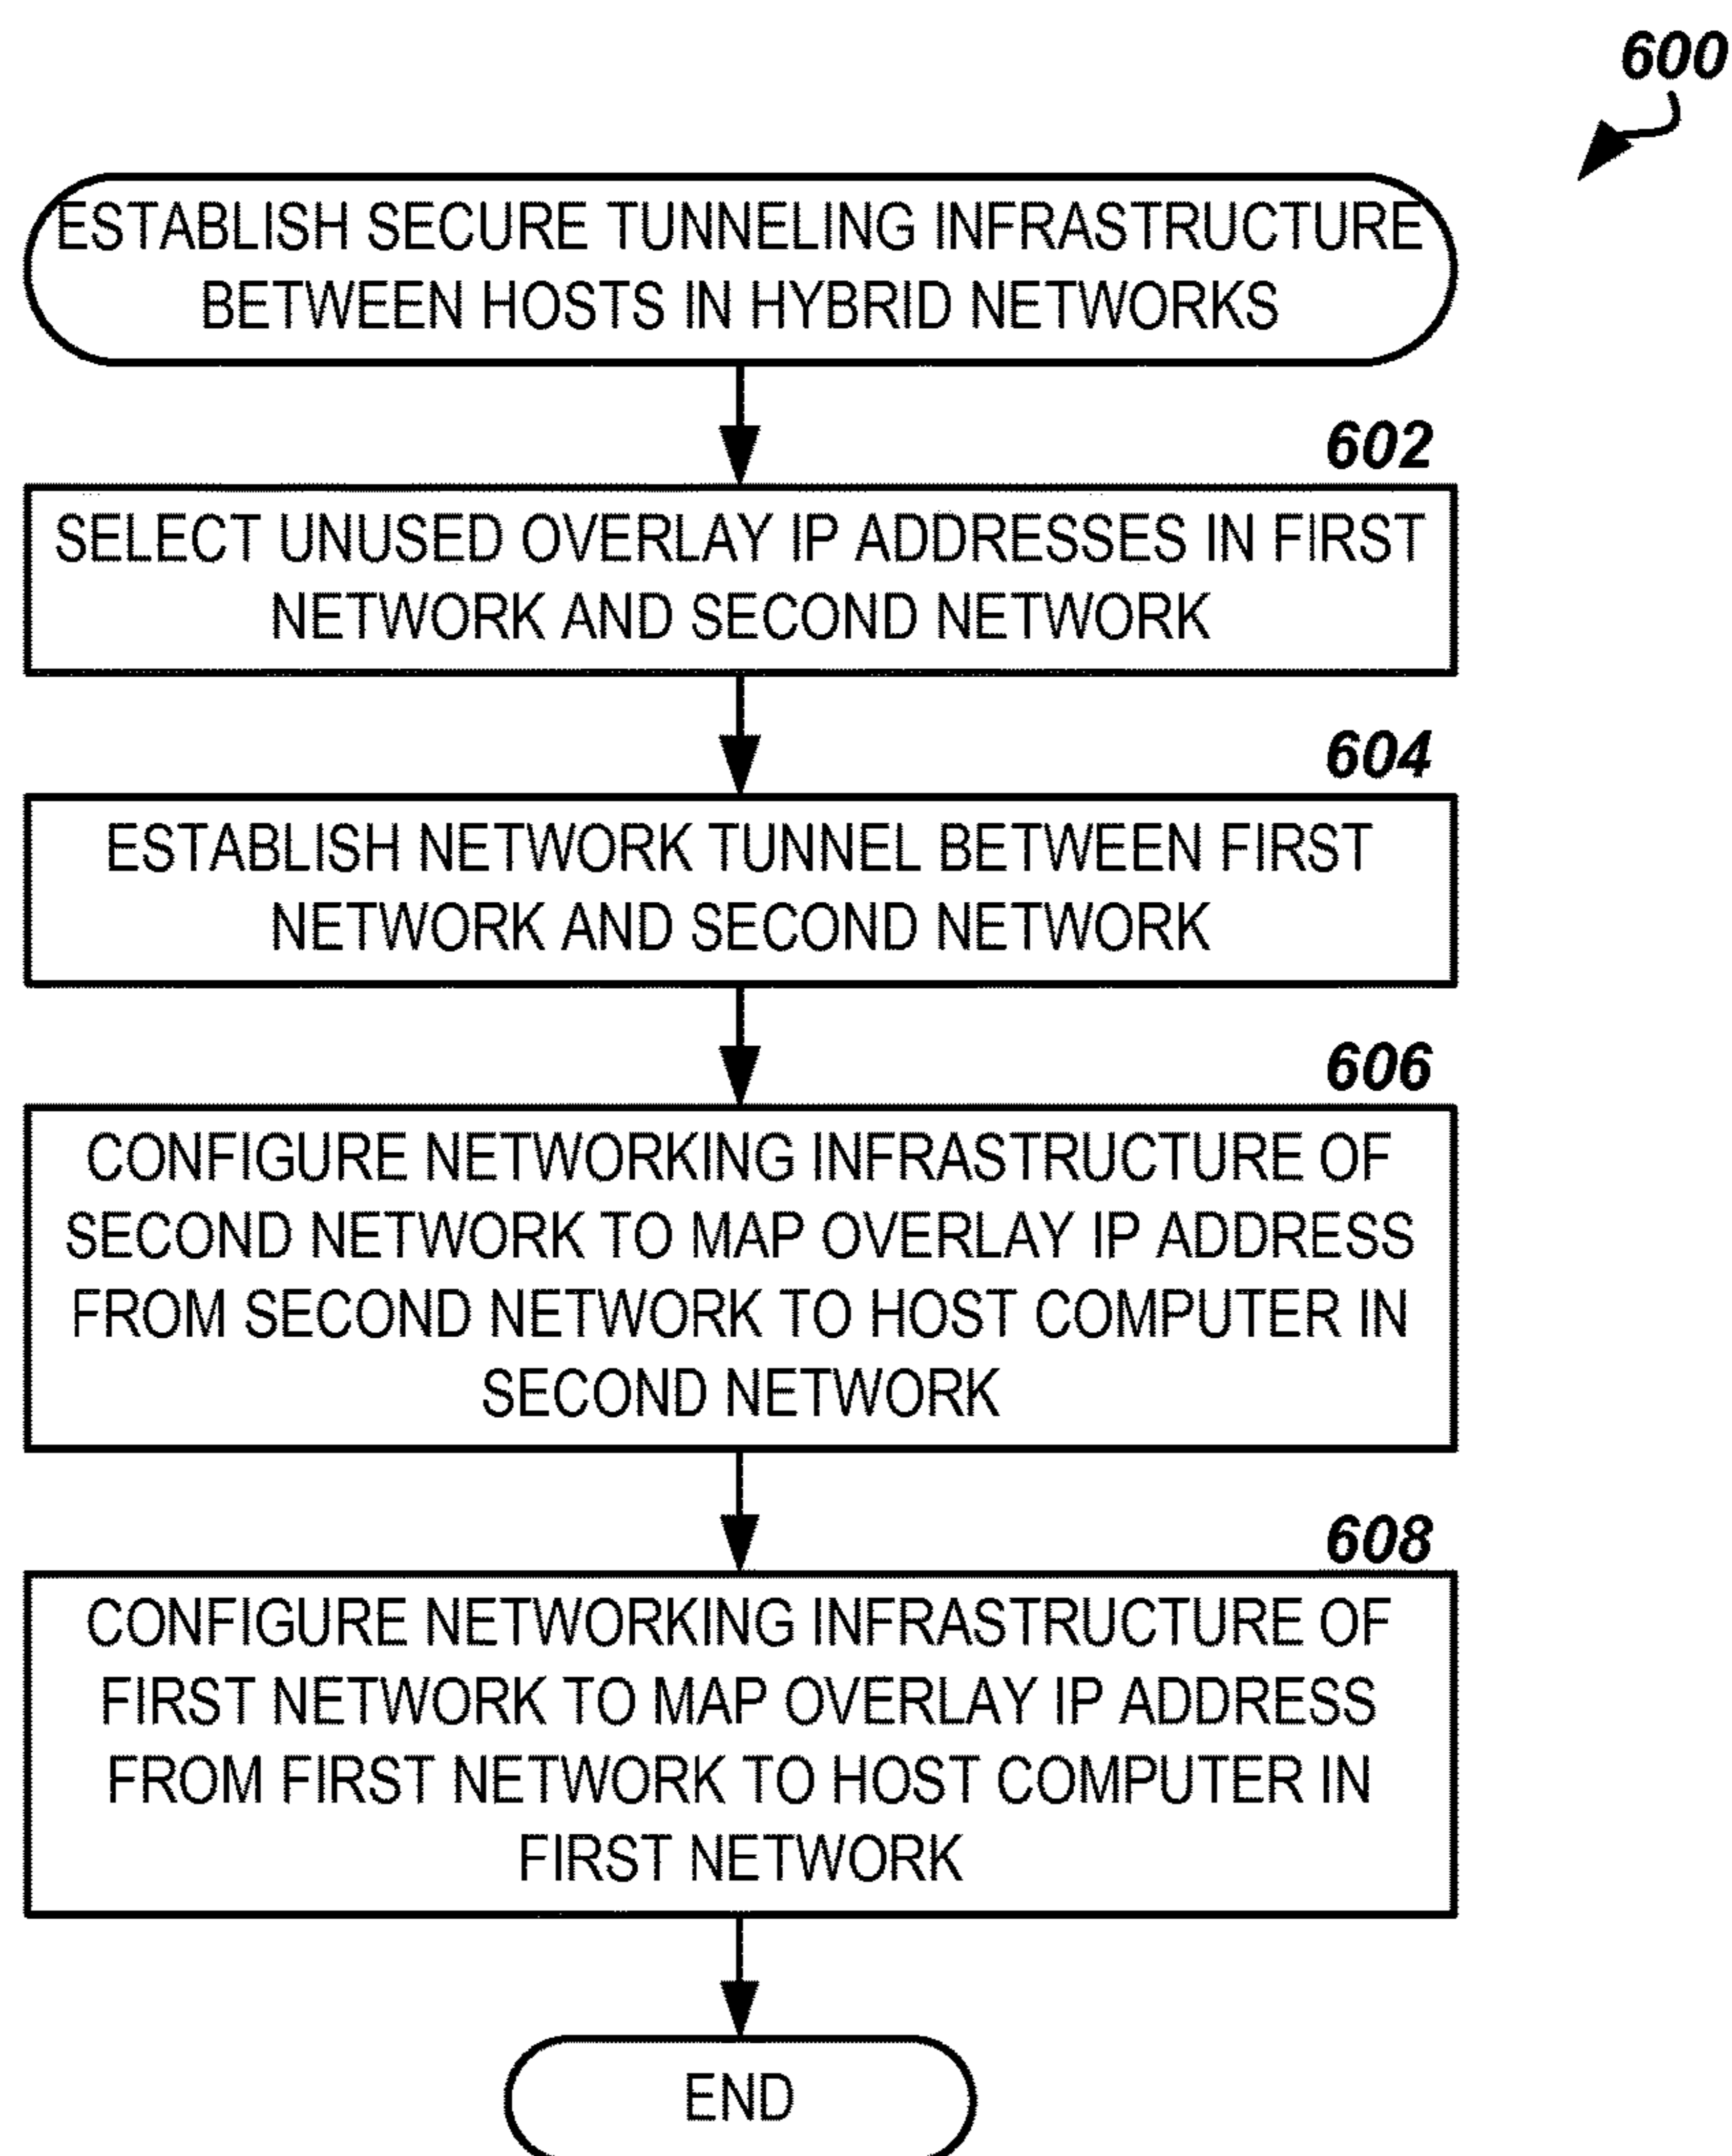 600
ESTABLISH SECURE TUNNELING INFRASTRUCTURE
BETWEEN HOSTS IN HYBRID NETWORKS
602
SELECT UNUSED OVERLAY IP ADDRESSES IN FIRST
NETWORK AND SECOND NETWORK
604
ESTABLISH NETWORK TUNNEL BETWEEN FIRST
NETWORK AND SECOND NETWORK
606
CONFIGURE NETWORKING INFRASTRUCTURE OF
SECOND NETWORK TO MAP OVERLAY IP ADDRESS
FROM SECOND NETWORK TO HOST COMPUTER IN
SECOND NETWORK
608
CONFIGURE NETWORKING INFRASTRUCTURE OF
FIRST NETWORK TO MAP OVERLAY IP ADDRESS
FROM FIRST NETWORK TO HOST COMPUTER IN
FIRST NETWORK
END